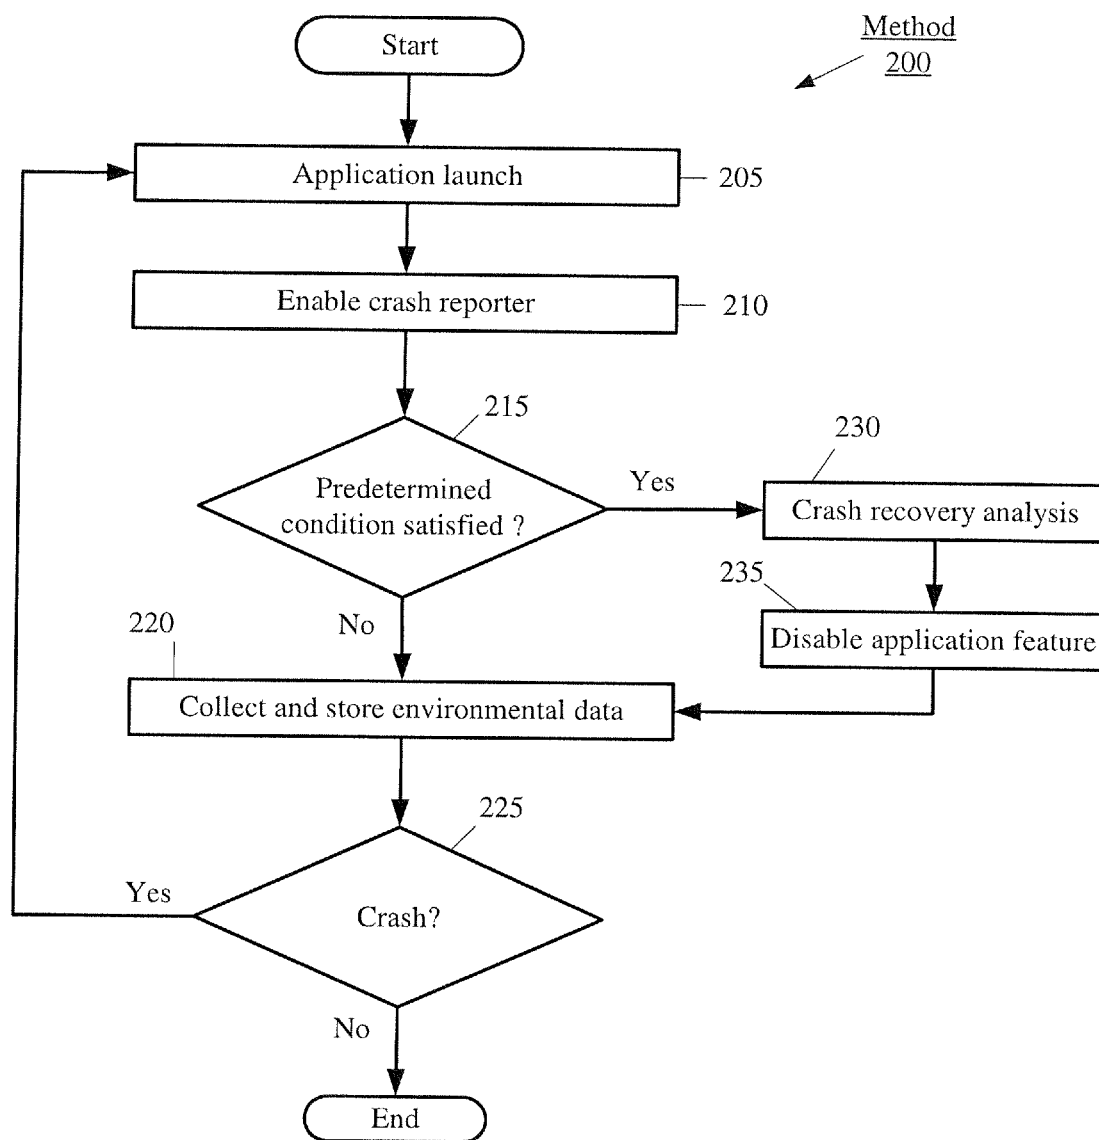 Start
Method
200
Application launch
205
Enable crash reporter
210
215
Predetermined
condition satisfied ?
Yes
230
Crash recovery analysis
235
Disable application feature
No
220
Collect and store environmental data
225
Crash?
Yes
No
End